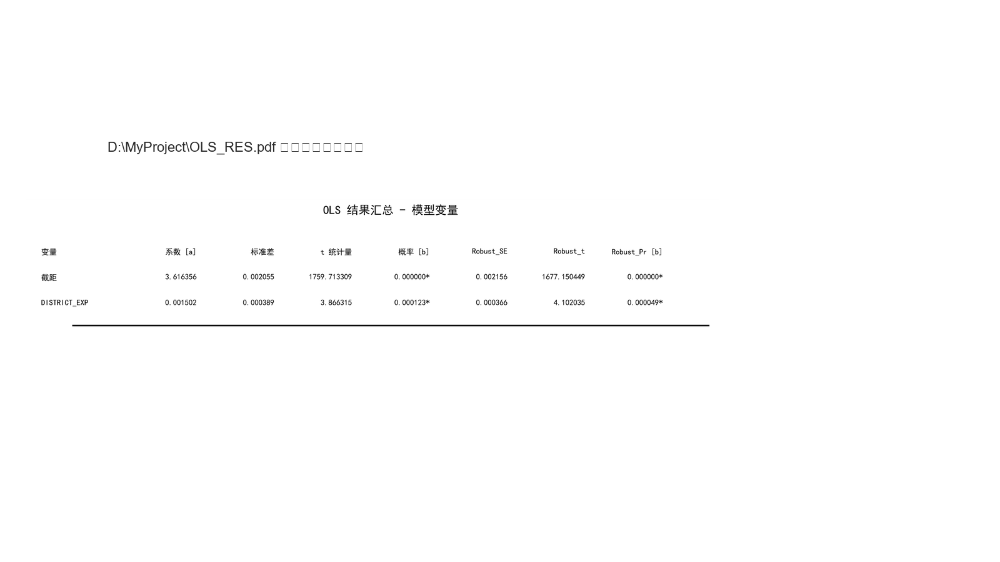 D:\MyProject\OLS_RES.pdf
OLS 结果汇总 - 模型变量
变量 系数 [a] 标准差 t 统计量 概率 [b] Robust_SE Robust_t Robust_Pr [b]
截距 3.616356 0.002055 1759.713309 0.000000* 0.002156 1677.150449 0.000000*
DISTRICT_EXP 0.001502 0.000389 3.866315 0.000123* 0.000366 4.102035 0.000049*